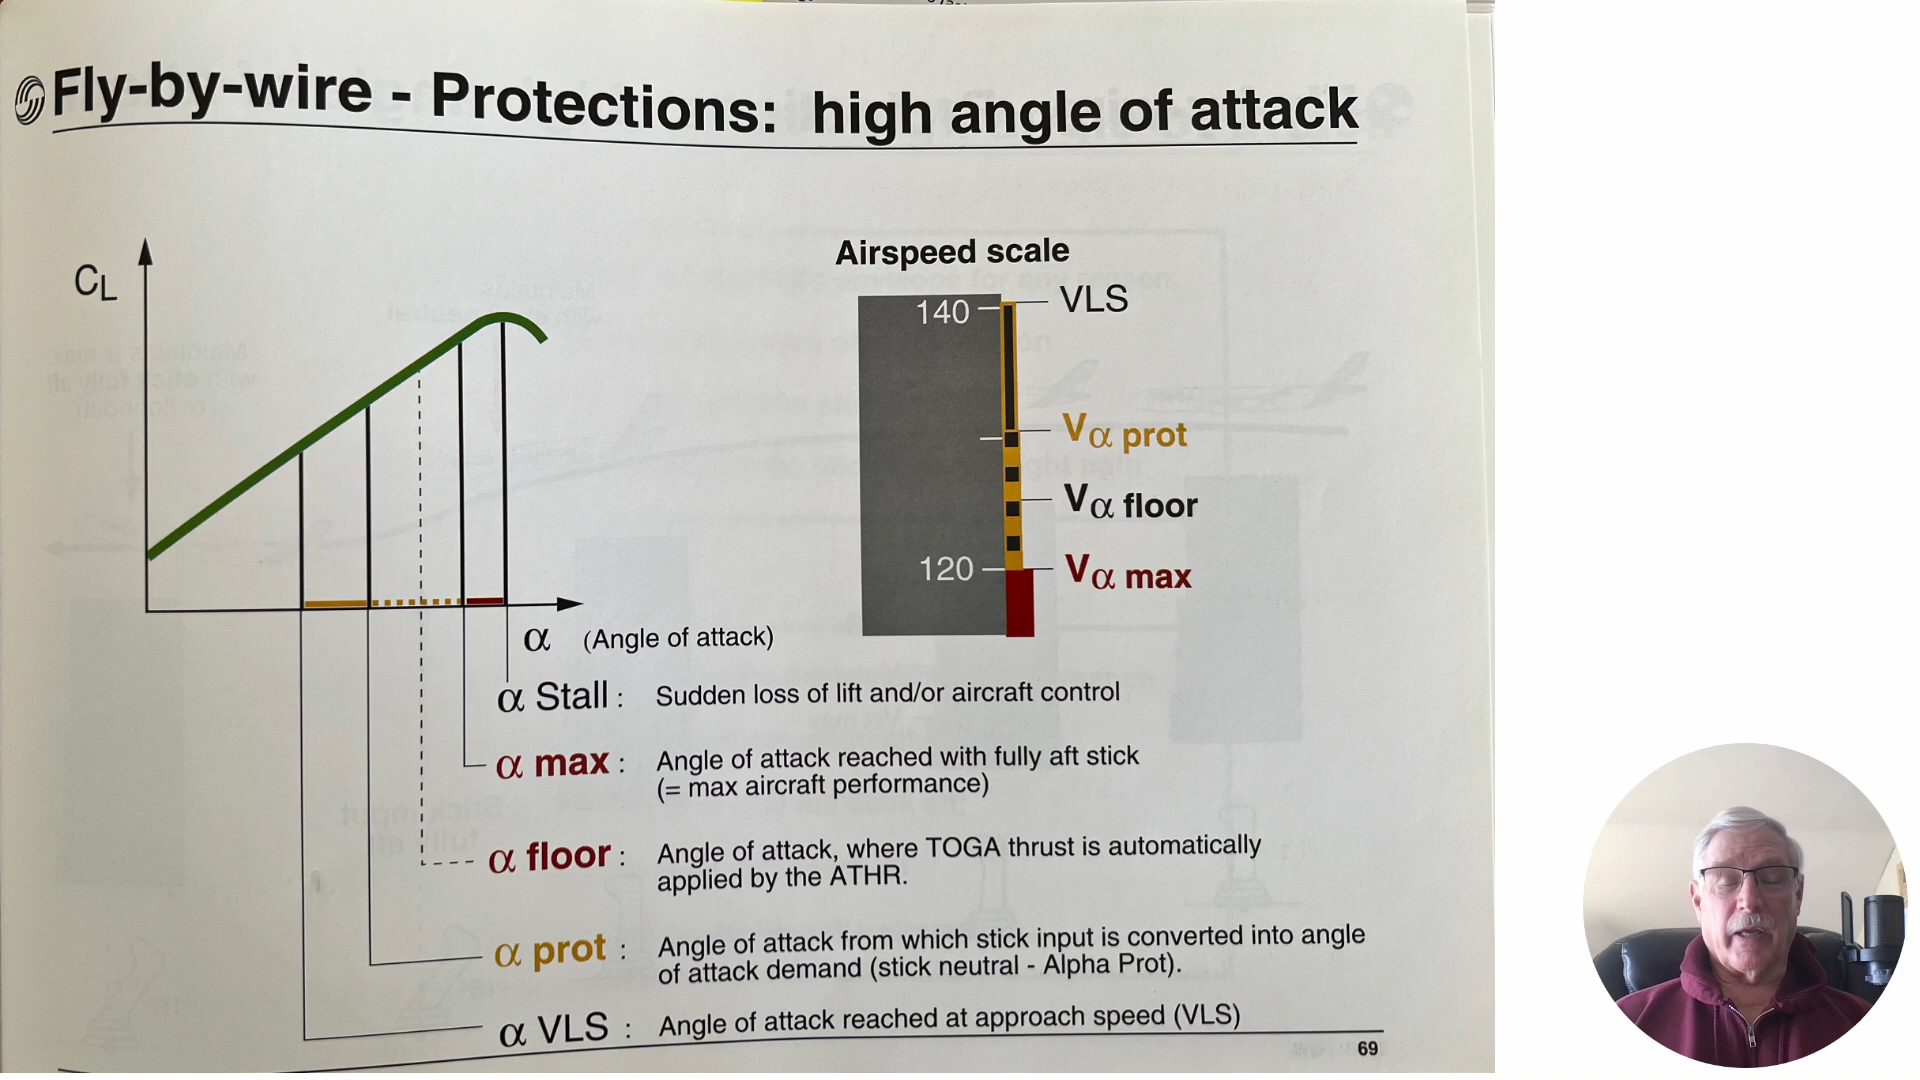 Fly-by-wire - Protections: high angle of attack
CL
Airspeed scale
140
VLS
Vα prot
Vα floor
120
Vα max
α (Angle of attack)
α Stall : Sudden loss of lift and/or aircraft control
α max : Angle of attack reached with fully aft stick
(= max aircraft performance)
α floor : Angle of attack, where TOGA thrust is automatically
applied by the ATHR.
α prot : Angle of attack from which stick input is converted into angle
of attack demand (stick neutral - Alpha Prot).
α VLS : Angle of attack reached at approach speed (VLS)
69